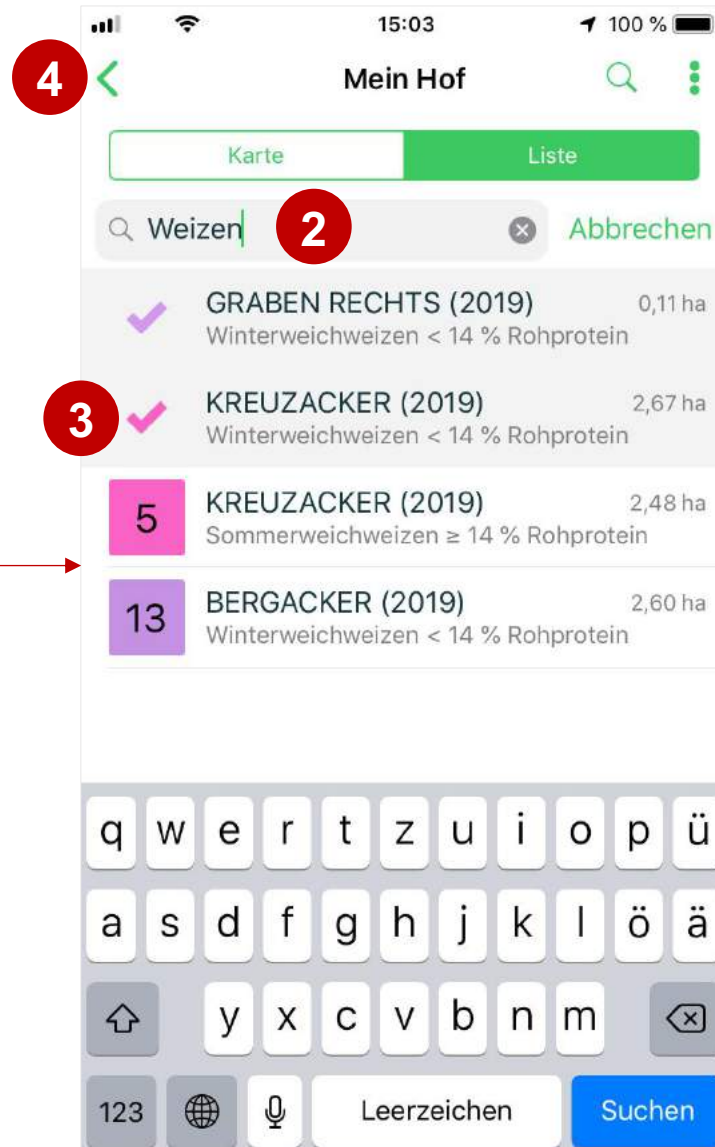 15:03 100 %
4 Mein Hof
Karte Liste
Weizen 2 Abbrechen
GRABEN RECHTS (2019) 0,11 ha
Winterweichweizen < 14 % Rohprotein
3 KREUZACKER (2019) 2,67 ha
Winterweichweizen < 14 % Rohprotein
5 KREUZACKER (2019) 2,48 ha
Sommerweichweizen ≥ 14 % Rohprotein
13 BERGACKER (2019) 2,60 ha
Winterweichweizen < 14 % Rohprotein
q w e r t z u i o p ü
a s d f g h j k l ö ä
y x c v b n m
123 Leerzeichen Suchen